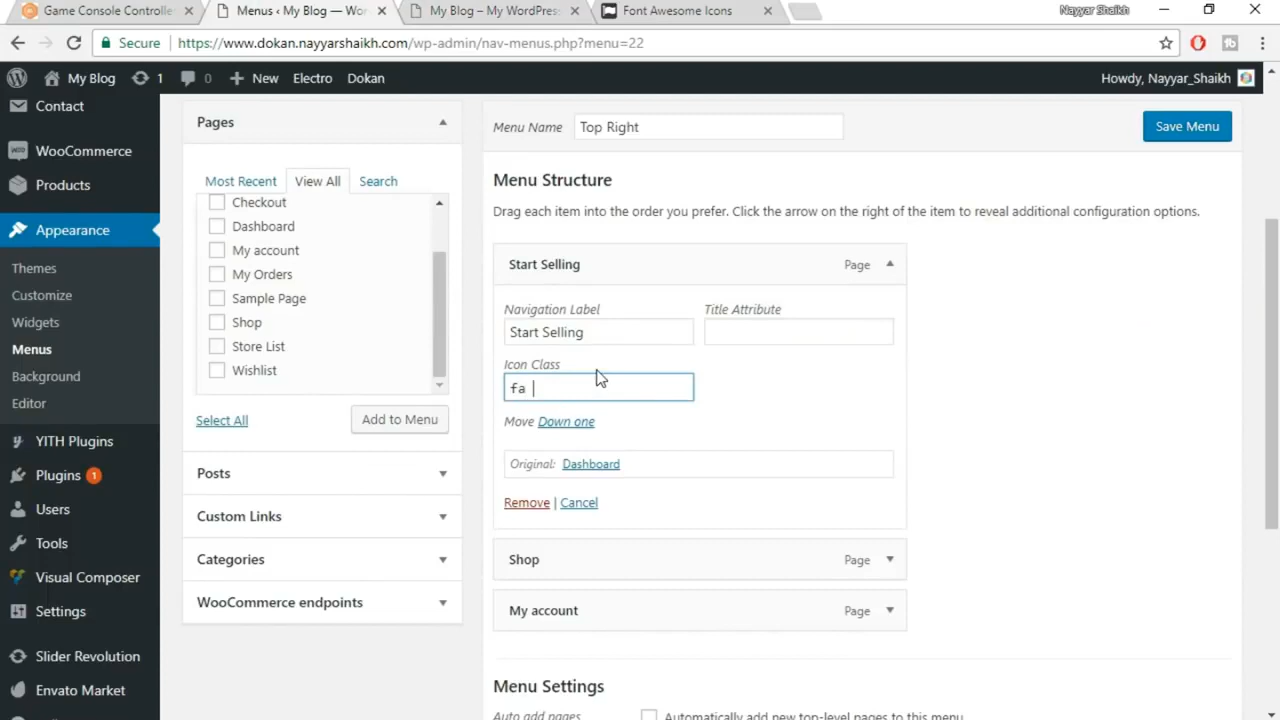 Game Console Controlle
Menus ‹ My Blog — Wor
My Blog – My WordPress
Font Awesome Icons
Nayyar Shaikh
Secure
https://www.dokan.nayyarshaikh.com/wp-admin/nav-menus.php?menu=22
My Blog
1
0
New
Electro
Dokan
Howdy, Nayyar_Shaikh
Contact
WooCommerce
Products
Appearance
Themes
Customize
Widgets
Menus
Background
Editor
YITH Plugins
Plugins 1
Users
Tools
Visual Composer
Settings
Slider Revolution
Envato Market
Pages
Most Recent
View All
Search
Checkout
Dashboard
My account
My Orders
Sample Page
Shop
Store List
Wishlist
Select All
Add to Menu
Posts
Custom Links
Categories
WooCommerce endpoints
Menu Name
Top Right
Save Menu
Menu Structure
Drag each item into the order you prefer. Click the arrow on the right of the item to reveal additional configuration options.
Start Selling
Page
Navigation Label
Title Attribute
Start Selling
Icon Class
fa
Move Down one
Original: Dashboard
Remove | Cancel
Shop
Page
My account
Page
Menu Settings
Auto add pages
Automatically add new top-level pages to this menu